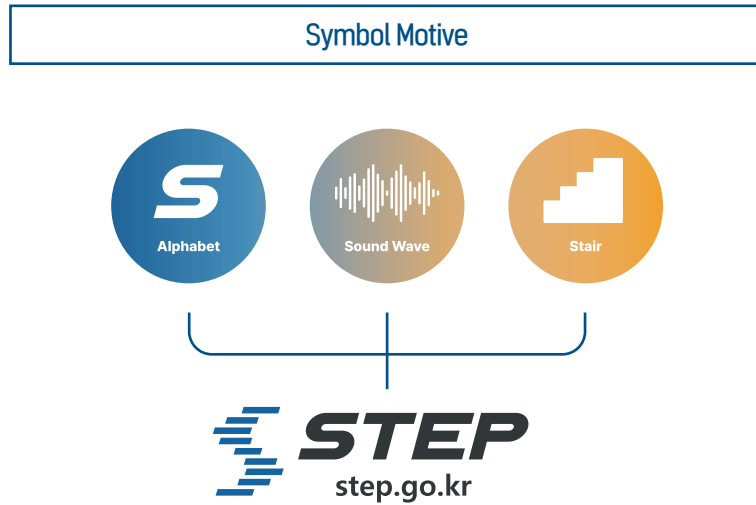 Symbol Motive
S
Alphabet
Sound Wave
Stair
STEP
step.go.kr